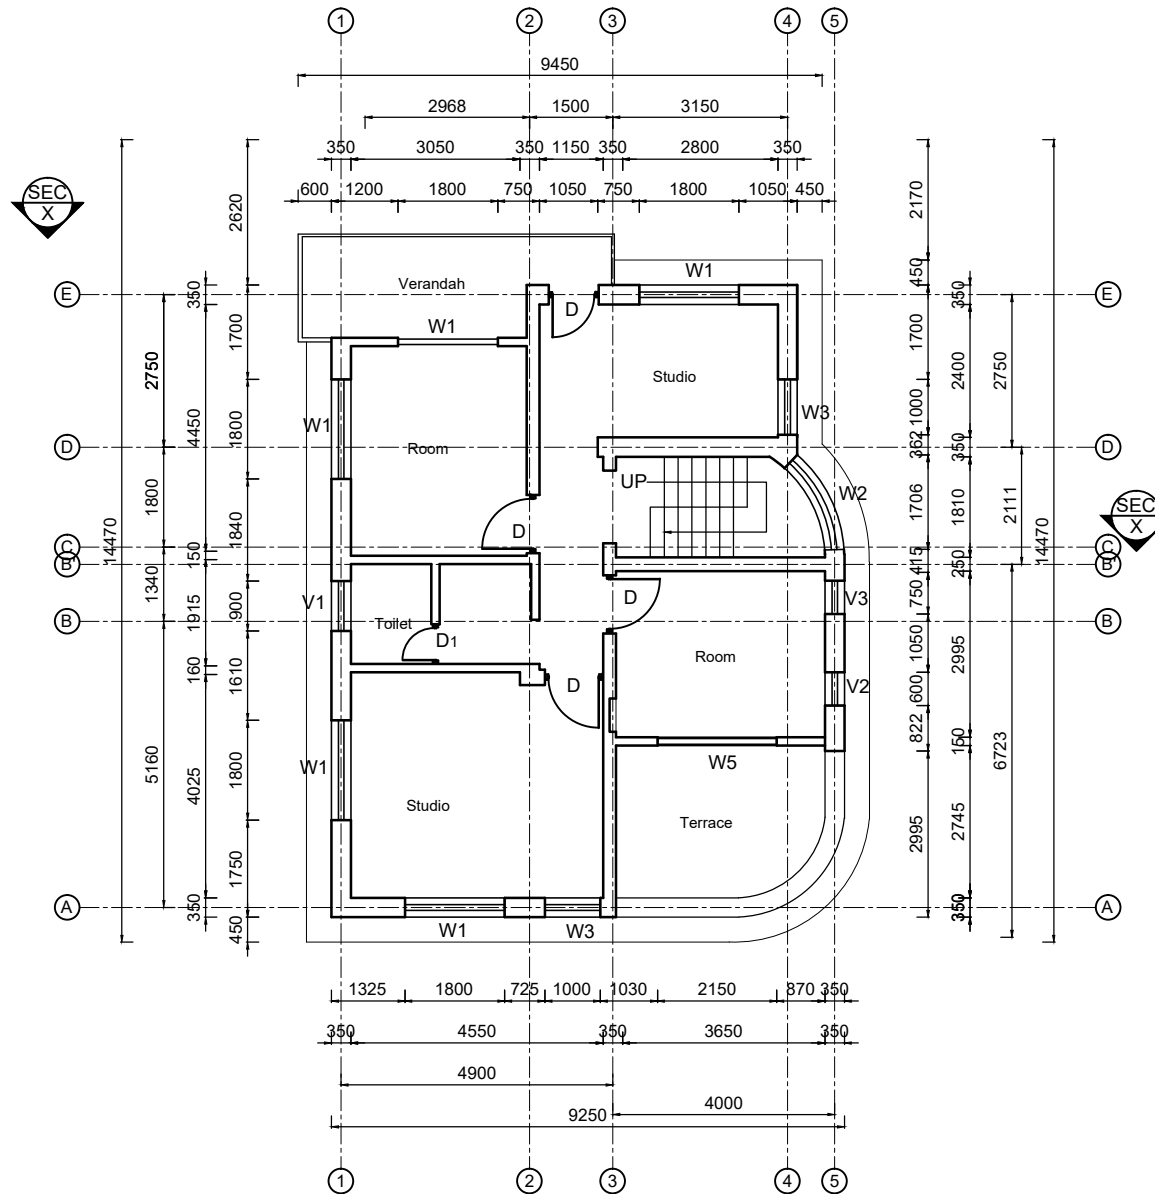 1 2 3 4 5
9450
2968 1500 3150
350 3050 350 1150 350 2800 350
600 1200 1800 750 1050 750 1800 1050 450
SEC
X
SEC
X
E
D
C
B'
B
A
E
D
C
B'
B
A
14470
2750
1800
1340
5160
350
4450
150
1915
160
4025
350
2620
1700
1800
1840
900
1610
1800
1750
450
2170
450
1700
1000
362
1706
415
750
1050
600
822
2995
350
2400
350
1810
250
2995
150
2745
350
2750
2111
6723
14470
W1
Verandah
D
W1
Studio
W1
W3
Room
UP
W2
D
V1
D
V3
Toilet
D1
Room
D
V2
W1
W5
Studio
Terrace
W1
W3
1325 1800 725 1000 1030 2150 870 350
350 4550 350 3650 350
4900
4000
9250
1 2 3 4 5